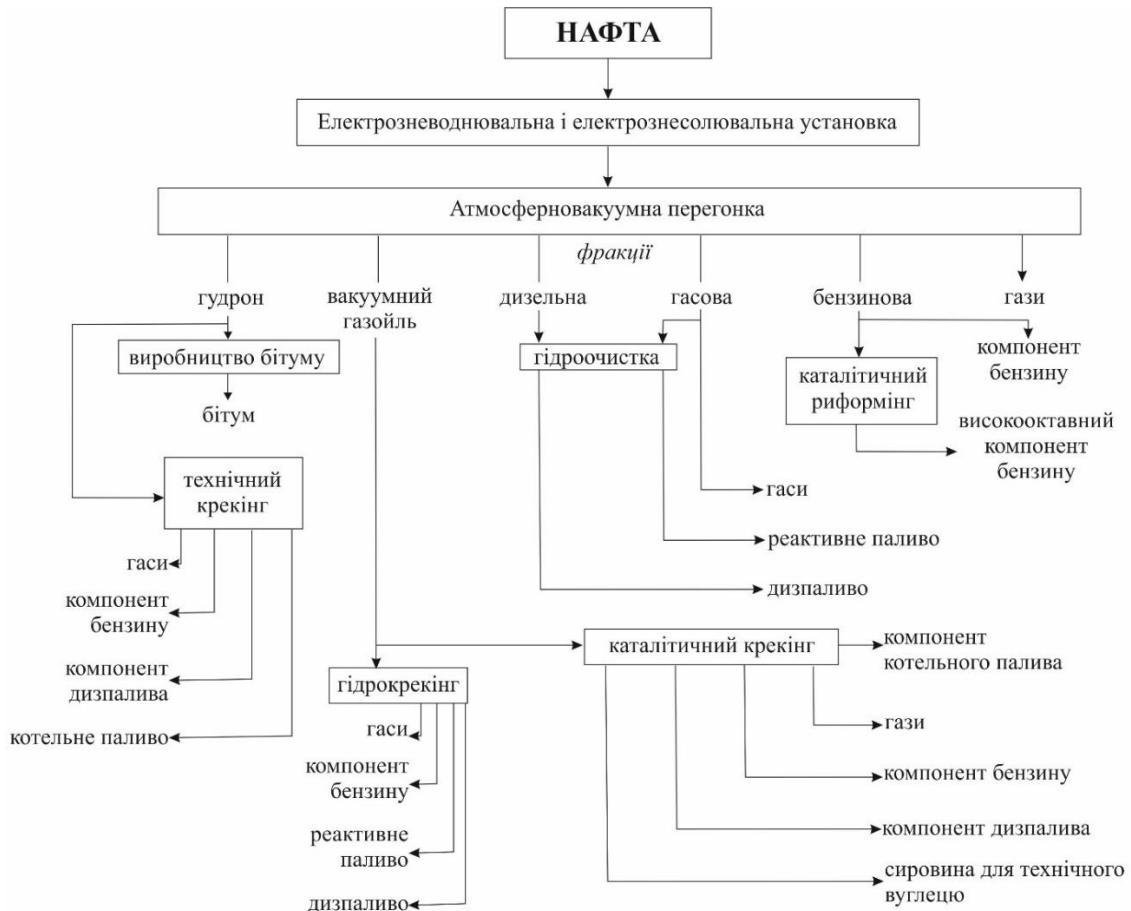 НАФТА
Електрозневоднювальна і електрознесолювальна установка
Атмосферновакуумна перегонка
фракції
гудрон
вакуумний
газойль
дизельна
гасова
бензинова
гази
виробництво бітуму
бітум
гідроочистка
каталітичний
риформінг
компонент
бензину
високооктавний
компонент
бензину
технічний
крекінг
гаси
реактивне паливо
дизпаливо
гаси
компонент
бензину
компонент
дизпалива
котельне паливо
гідрокрекінг
гаси
компонент
бензину
реактивне
паливо
дизпаливо
каталітичний крекінг
компонент
котельного палива
гази
компонент бензину
компонент дизпалива
сировина для технічного
вуглецю